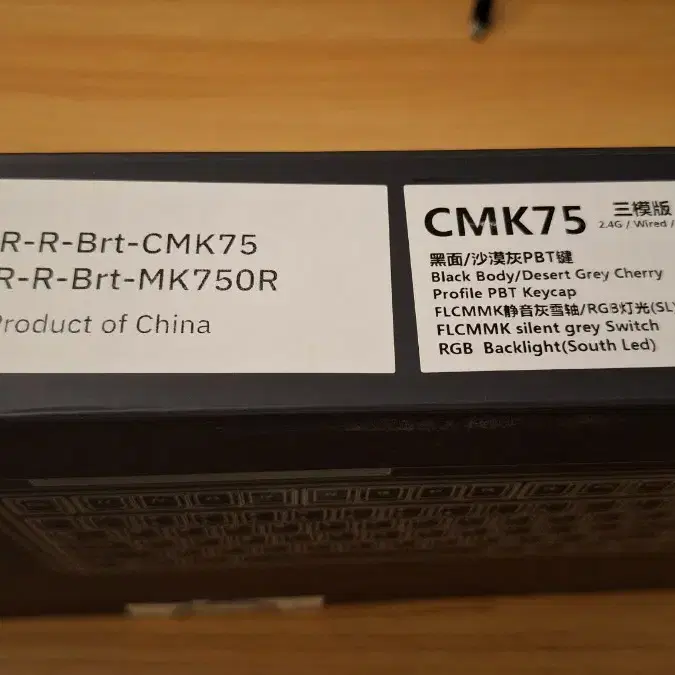 R-R-Brt-CMK75
R-R-Brt-MK750R
Product of China
CMK75 三模版
2.4G / Wired /
黑面/沙漠灰PBT键
Black Body/Desert Grey Cherry
Profile PBT Keycap
FLCMMK静音灰雪轴/RGB灯光(SL)
FLCMMK silent grey Switch
RGB Backlight(South Led)